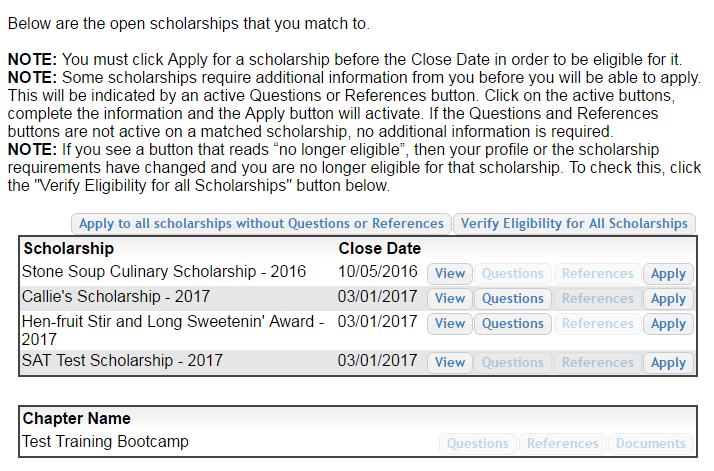 Below are the open scholarships that you match to.
NOTE: You must click Apply for a scholarship before the Close Date in order to be eligible for it.
NOTE: Some scholarships require additional information from you before you will be able to apply.
This will be indicated by an active Questions or References button. Click on the active buttons,
complete the information and the Apply button will activate. If the Questions and References
buttons are not active on a matched scholarship, no additional information is required.
NOTE: If you see a button that reads “no longer eligible”, then your profile or the scholarship
requirements have changed and you are no longer eligible for that scholarship. To check this, click
the "Verify Eligibility for all Scholarships" button below.
Apply to all scholarships without Questions or References Verify Eligibility for All Scholarships
Scholarship Close Date
Stone Soup Culinary Scholarship - 2016 10/05/2016 View Questions References Apply
Callie's Scholarship - 2017 03/01/2017 View Questions References Apply
Hen-fruit Stir and Long Sweetenin' Award - 03/01/2017 View Questions References Apply
2017
SAT Test Scholarship - 2017 03/01/2017 View Questions References Apply
Chapter Name
Test Training Bootcamp Questions References Documents